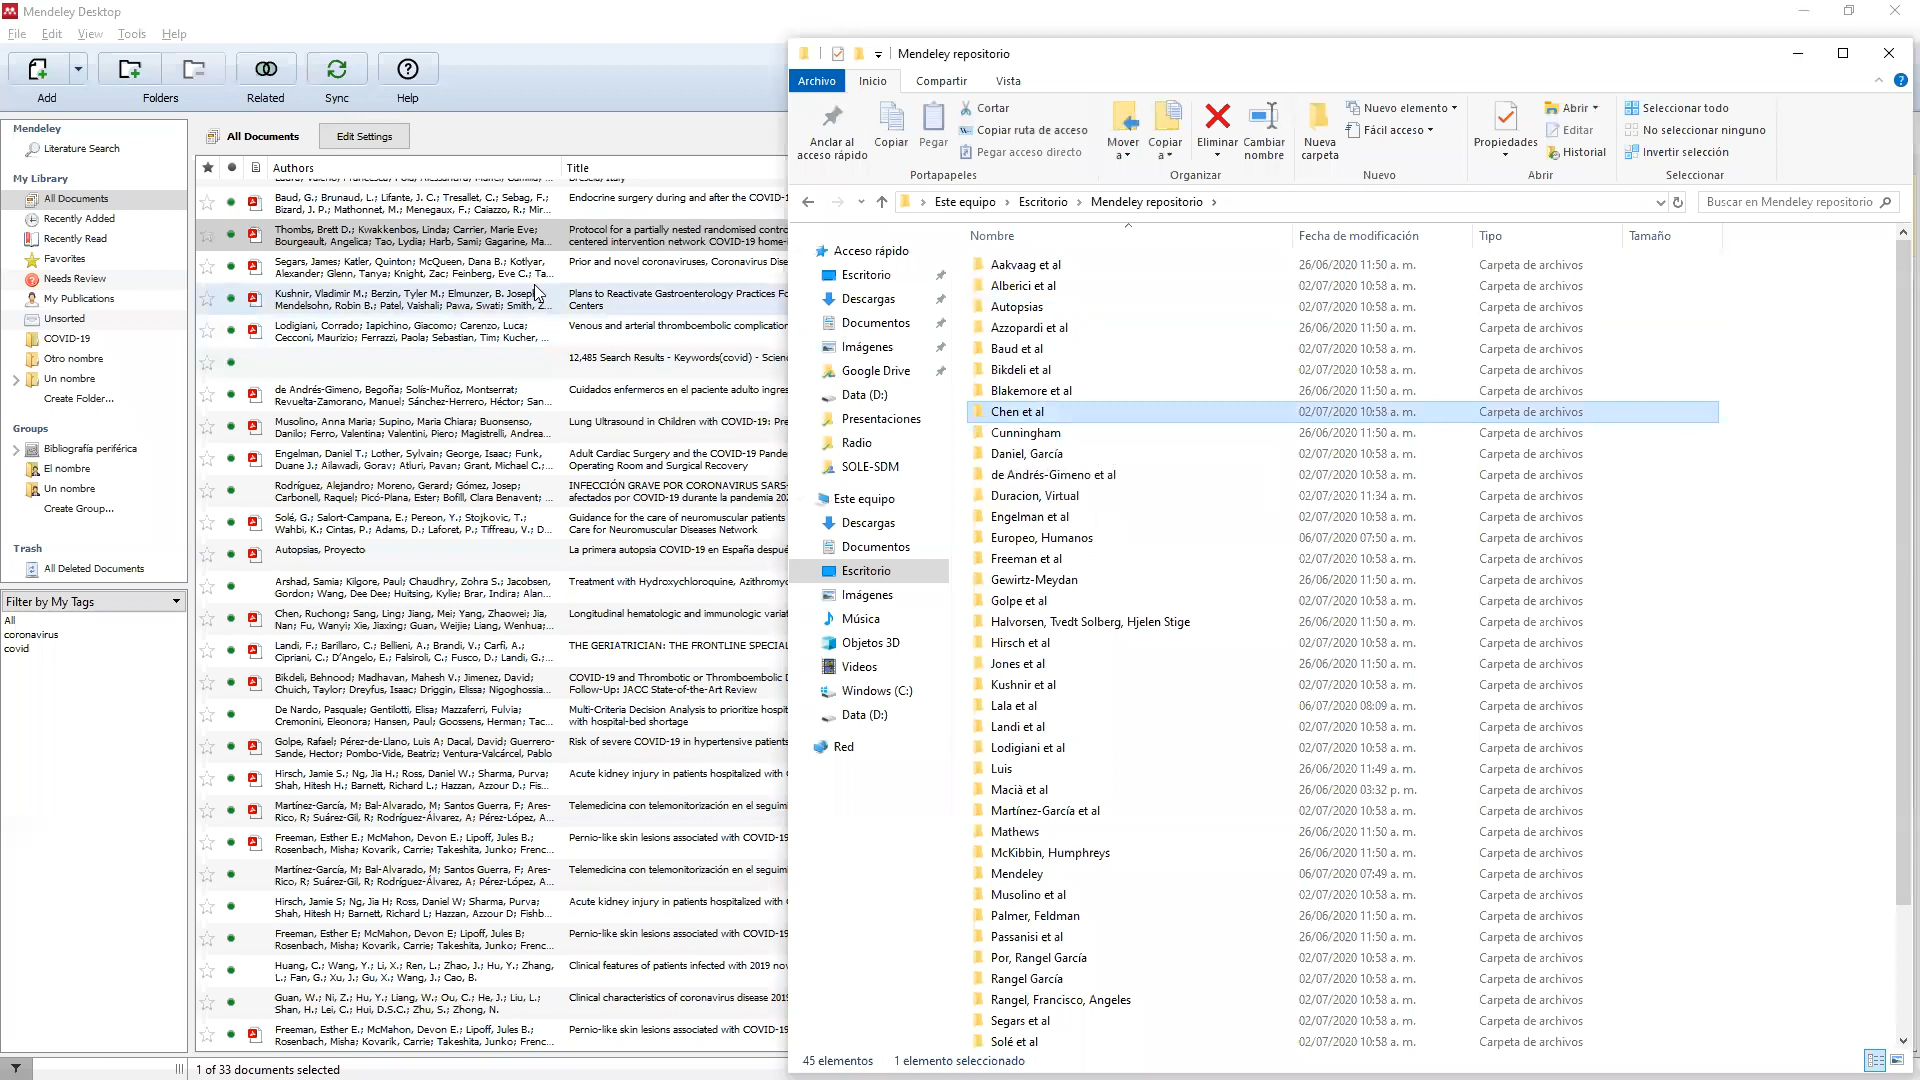 Mendeley Desktop
File Edit View Tools Help
Add Folders Related Sync Help
Mendeley
Literature Search
My Library
All Documents
Recently Added
Recently Read
Favorites
Needs Review
My Publications
Unsorted
COVID-19
Otro nombre
Un nombre
Create Folder...
Groups
Bibliografía periférica
El nombre
Un nombre
Create Group...
Trash
All Deleted Documents
Filter by My Tags
All
coronavirus
covid
All Documents Edit Settings
Authors Title
Baud, G.; Brunaud, L.; Lifante, J. C.; Tresallet, C.; Sebag, F.; Endocrine surgery during and after the COVID-1
Bizard, J. P.; Mathonnet, M.; Menegaux, F.; Caiazzo, R.; Mir...
Thombs, Brett D.; Kwakkenbos, Linda; Carrier, Marie Eve; Protocol for a partially nested randomised contro
Bourgeault, Angelica; Tao, Lydia; Harb, Sami; Gagarine, Ma... centered intervention network COVID-19 home-i
Segars, James; Katler, Quinton; McQueen, Dana B.; Kotlyar, Prior and novel coronaviruses, Coronavirus Dise
Alexander; Glenn, Tanya; Knight, Zac; Feinberg, Eve C.; Ta...
Kushnir, Vladimir M.; Berzin, Tyler M.; Elmunzer, B. Joseph; Plans to Reactivate Gastroenterology Practices Fo
Mendelsohn, Robin B.; Patel, Vaishali; Pawa, Swati; Smith, Z... Centers
Lodigiani, Corrado; Iapichino, Giacomo; Carenzo, Luca; Venous and arterial thromboembolic complication
Cecconi, Maurizio; Ferrazzi, Paola; Sebastian, Tim; Kucher, ...
12,485 Search Results - Keywords(covid) - Scien
de Andrés-Gimeno, Begoña; Solís-Muñoz, Montserrat; Cuidados enfermeros en el paciente adulto ingres
Revuelta-Zamorano, Manuel; Sánchez-Herrero, Héctor; San...
Musolino, Anna Maria; Supino, Maria Chiara; Buonsenso, Lung Ultrasound in Children with COVID-19: Pre
Danilo; Ferro, Valentina; Valentini, Piero; Magistrelli, Andrea...
Engelman, Daniel T.; Lother, Sylvain; George, Isaac; Funk, Adult Cardiac Surgery and the COVID-19 Pande
Duane J.; Ailawadi, Gorav; Atluri, Pavan; Grant, Michael C.;... Operating Room and Surgical Recovery
Rodríguez, Alejandro; Moreno, Gerard; Gómez, Josep; INFECCIÓN GRAVE POR CORONAVIRUS SARS-
Carbonell, Raquel; Picó-Plana, Ester; Bofill, Clara Benavent; ... afectados por COVID-19 durante la pandemia 202
Solé, G.; Salort-Campana, E.; Pereon, Y.; Stojkovic, T.; Guidance for the care of neuromuscular patients
Wahbi, K.; Cintas, P.; Adams, D.; Laforet, P.; Tiffreau, V.; D... Care for Neuromuscular Diseases Network
Autopsias, Proyecto La primera autopsia COVID-19 en España despué
Arshad, Samia; Kilgore, Paul; Chaudhry, Zohra S.; Jacobsen, Treatment with Hydroxychloroquine, Azithromyc
Gordon; Wang, Dee Dee; Huitsing, Kylie; Brar, Indira; Alan...
Chen, Ruchong; Sang, Ling; Jiang, Mei; Yang, Zhaowei; Jia, Longitudinal hematologic and immunologic variat
Nan; Fu, Wanyi; Xie, Jiaxing; Guan, Weijie; Liang, Wenhua;...
Landi, F.; Barillaro, C.; Bellieni, A.; Brandi, V.; Carfì, A.; THE GERIATRICIAN: THE FRONTLINE SPECIAL
Cipriani, C.; D'Angelo, E.; Falsiroli, C.; Fusco, D.; Landi, G.;...
Bikdeli, Behnood; Madhavan, Mahesh V.; Jimenez, David; COVID-19 and Thrombotic or Thromboembolic D
Chuich, Taylor; Dreyfus, Isaac; Driggin, Elissa; Nigoghossia... Follow-Up: JACC State-of-the-Art Review
De Nardo, Pasquale; Gentilotti, Elisa; Mazzaferri, Fulvia; Multi-Criteria Decision Analysis to prioritize hospit
Cremonini, Eleonora; Hansen, Paul; Goossens, Herman; Tac... with hospital-bed shortage
Golpe, Rafael; Pérez-de-Llano, Luis A; Dacal, David; Guerrero- Risk of severe COVID-19 in hypertensive patients
Sande, Hector; Pombo-Vide, Beatriz; Ventura-Valcárcel, Pablo
Hirsch, Jamie S.; Ng, Jia H.; Ross, Daniel W.; Sharma, Purva; Acute kidney injury in patients hospitalized with C
Shah, Hitesh H.; Barnett, Richard L.; Hazzan, Azzour D.; Fis...
Martínez-García, M; Bal-Alvarado, M; Santos Guerra, F; Ares- Telemedicina con telemonitorización en el seguim
Rico, R; Suárez-Gil, R; Rodríguez-Álvarez, A; Pérez-López, A...
Freeman, Esther E.; McMahon, Devon E.; Lipoff, Jules B.; Pernio-like skin lesions associated with COVID-19
Rosenbach, Misha; Kovarik, Carrie; Takeshita, Junko; Frenc...
Martínez-García, M; Bal-Alvarado, M; Santos Guerra, F; Ares- Telemedicina con telemonitorización en el seguim
Rico, R; Suárez-Gil, R; Rodríguez-Álvarez, A; Pérez-López, A...
Hirsch, Jamie S; Ng, Jia H; Ross, Daniel W; Sharma, Purva; Acute kidney injury in patients hospitalized with C
Shah, Hitesh H; Barnett, Richard L; Hazzan, Azzour D; Fishb...
Freeman, Esther E; McMahon, Devon E; Lipoff, Jules B; Pernio-like skin lesions associated with COVID-19
Rosenbach, Misha; Kovarik, Carrie; Takeshita, Junko; Frenc...
Huang, C.; Wang, Y.; Li, X.; Ren, L.; Zhao, J.; Hu, Y.; Zhang, Clinical features of patients infected with 2019 nov
L.; Fan, G.; Xu, J.; Gu, X.; Wang, J.; Cao, B.
Guan, W.; Ni, Z.; Hu, Y.; Liang, W.; Ou, C.; He, J.; Liu, L.; Clinical characteristics of coronavirus disease 2019
Shan, H.; Lei, C.; Hui, D.S.C.; Zhu, S.; Zhong, N.
Freeman, Esther E.; McMahon, Devon E.; Lipoff, Jules B.; Pernio-like skin lesions associated with COVID-19
Rosenbach, Misha; Kovarik, Carrie; Takeshita, Junko; Frenc...
1 of 33 documents selected
Mendeley repositorio
Archivo Inicio Compartir Vista
Anclar al acceso rápido
Copiar
Pegar
Cortar
Copiar ruta de acceso
Pegar acceso directo
Portapapeles
Mover a
Copiar a
Eliminar
Cambiar nombre
Organizar
Nueva carpeta
Nuevo elemento
Fácil acceso
Nuevo
Propiedades
Abrir
Editar
Historial
Abrir
Seleccionar todo
No seleccionar ninguno
Invertir selección
Seleccionar
Este equipo Escritorio Mendeley repositorio
Buscar en Mendeley repositorio
Acceso rápido
Escritorio
Descargas
Documentos
Imágenes
Google Drive
Data (D:)
Presentaciones
Radio
SOLE-SDM
Este equipo
Descargas
Documentos
Escritorio
Imágenes
Música
Objetos 3D
Videos
Windows (C:)
Data (D:)
Red
Nombre Fecha de modificación Tipo Tamaño
Aakvaag et al 26/06/2020 11:50 a. m. Carpeta de archivos
Alberici et al 02/07/2020 10:58 a. m. Carpeta de archivos
Autopsias 02/07/2020 10:58 a. m. Carpeta de archivos
Azzopardi et al 26/06/2020 11:50 a. m. Carpeta de archivos
Baud et al 02/07/2020 10:58 a. m. Carpeta de archivos
Bikdeli et al 02/07/2020 10:58 a. m. Carpeta de archivos
Blakemore et al 26/06/2020 11:50 a. m. Carpeta de archivos
Chen et al 02/07/2020 10:58 a. m. Carpeta de archivos
Cunningham 26/06/2020 11:50 a. m. Carpeta de archivos
Daniel, García 02/07/2020 10:58 a. m. Carpeta de archivos
de Andrés-Gimeno et al 02/07/2020 10:58 a. m. Carpeta de archivos
Duracion, Virtual 02/07/2020 11:34 a. m. Carpeta de archivos
Engelman et al 02/07/2020 10:58 a. m. Carpeta de archivos
Europeo, Humanos 06/07/2020 07:50 a. m. Carpeta de archivos
Freeman et al 02/07/2020 10:58 a. m. Carpeta de archivos
Gewirtz-Meydan 26/06/2020 11:50 a. m. Carpeta de archivos
Golpe et al 02/07/2020 10:58 a. m. Carpeta de archivos
Halvorsen, Tvedt Solberg, Hjelen Stige 26/06/2020 11:50 a. m. Carpeta de archivos
Hirsch et al 02/07/2020 10:58 a. m. Carpeta de archivos
Jones et al 26/06/2020 11:50 a. m. Carpeta de archivos
Kushnir et al 02/07/2020 10:58 a. m. Carpeta de archivos
Lala et al 06/07/2020 08:09 a. m. Carpeta de archivos
Landi et al 02/07/2020 10:58 a. m. Carpeta de archivos
Lodigiani et al 02/07/2020 10:58 a. m. Carpeta de archivos
Luis 26/06/2020 11:49 a. m. Carpeta de archivos
Macià et al 26/06/2020 03:32 p. m. Carpeta de archivos
Martínez-García et al 02/07/2020 10:58 a. m. Carpeta de archivos
Mathews 26/06/2020 11:50 a. m. Carpeta de archivos
McKibbin, Humphreys 26/06/2020 11:50 a. m. Carpeta de archivos
Mendeley 06/07/2020 07:49 a. m. Carpeta de archivos
Musolino et al 02/07/2020 10:58 a. m. Carpeta de archivos
Palmer, Feldman 26/06/2020 11:50 a. m. Carpeta de archivos
Passanisi et al 26/06/2020 11:50 a. m. Carpeta de archivos
Por, Rangel García 02/07/2020 10:58 a. m. Carpeta de archivos
Rangel García 02/07/2020 10:58 a. m. Carpeta de archivos
Rangel, Francisco, Angeles 02/07/2020 10:58 a. m. Carpeta de archivos
Segars et al 02/07/2020 10:58 a. m. Carpeta de archivos
Solé et al 02/07/2020 10:58 a. m. Carpeta de archivos
45 elementos 1 elemento seleccionado